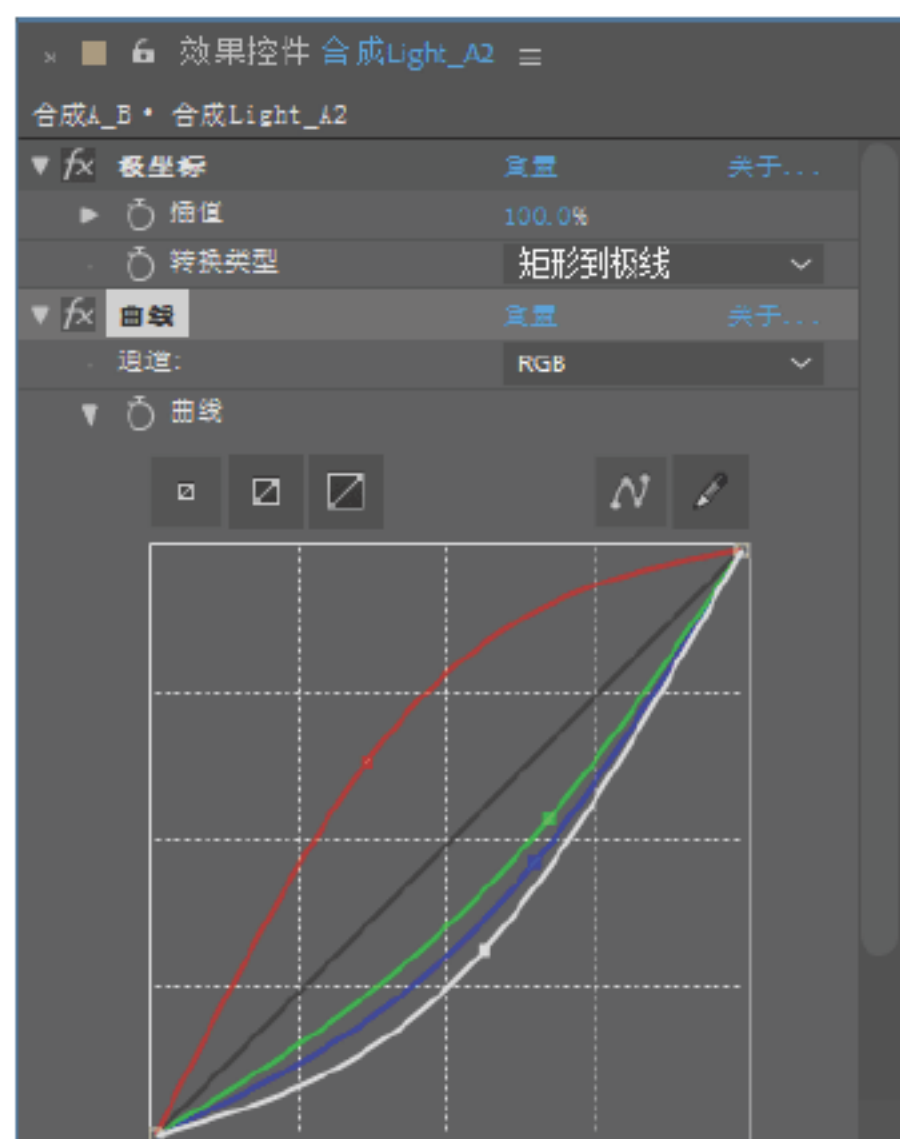 效果控件 合成Light_A2
合成A_B• 合成Light_A2
fx 极坐标 重置 关于...
插值 100.0%
转换类型 矩形到极线
fx 曲线 重置 关于...
通道: RGB
曲线